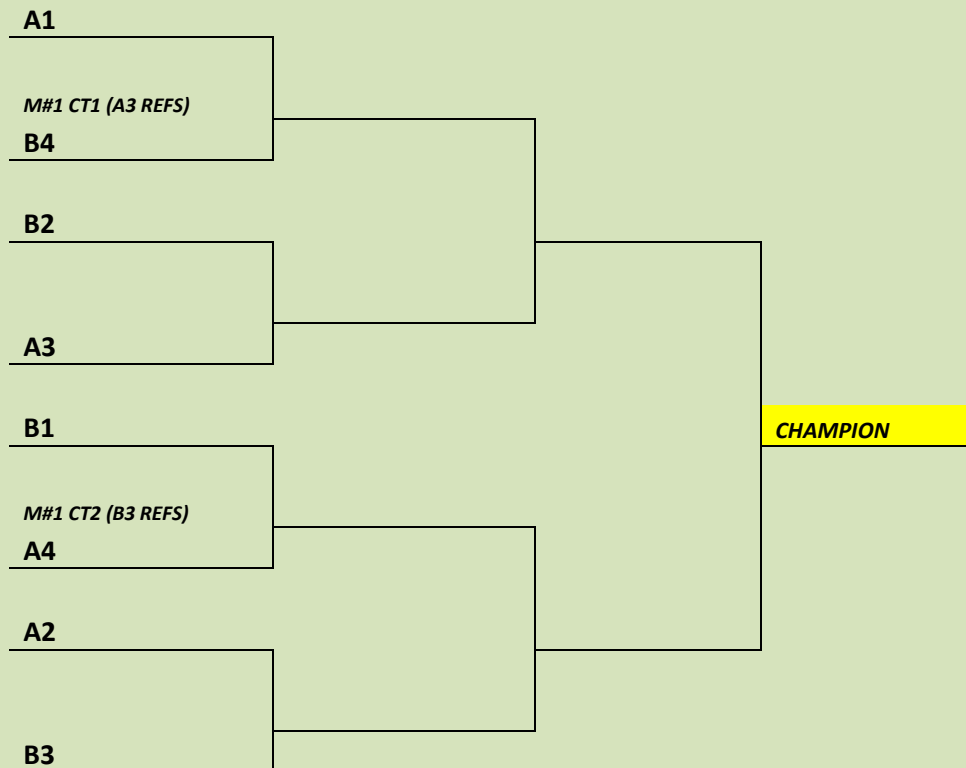 A1
M#1 CT1 (A3 REFS)
B4
B2
A3
B1
CHAMPION
M#1 CT2 (B3 REFS)
A4
A2
B3